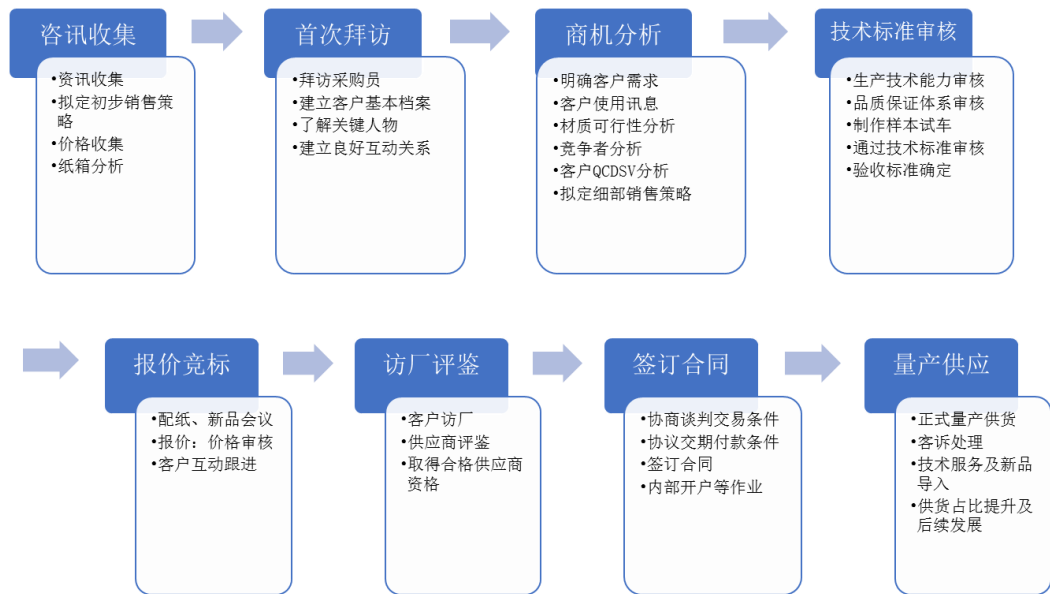 咨讯收集
•资讯收集
•拟定初步销售策
略
•价格收集
•纸箱分析
首次拜访
•拜访采购员
•建立客户基本档案
•了解关键人物
•建立良好互动关系
商机分析
•明确客户需求
•客户使用讯息
•材质可行性分析
•竞争者分析
•客户QCDSV分析
•拟定细部销售策略
技术标准审核
•生产技术能力审核
•品质保证体系审核
•制作样本试车
•通过技术标准审核
•验收标准确定
报价竞标
•配纸、新品会议
•报价：价格审核
•客户互动跟进
访厂评鉴
•客户访厂
•供应商评鉴
•取得合格供应商
资格
签订合同
•协商谈判交易条件
•协议交期付款条件
•签订合同
•内部开户等作业
量产供应
•正式量产供货
•客诉处理
•技术服务及新品
导入
•供货占比提升及
后续发展